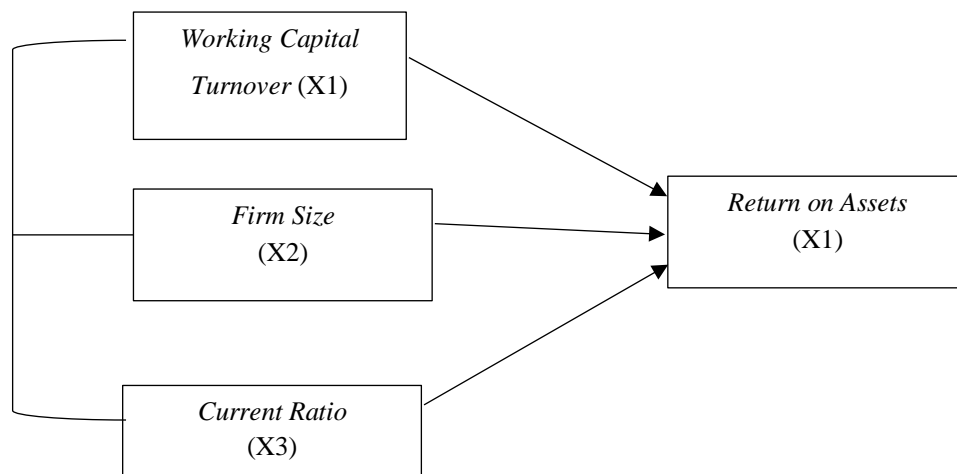 Working Capital
Turnover (X1)
Firm Size
(X2)
Return on Assets
(X1)
Current Ratio
(X3)